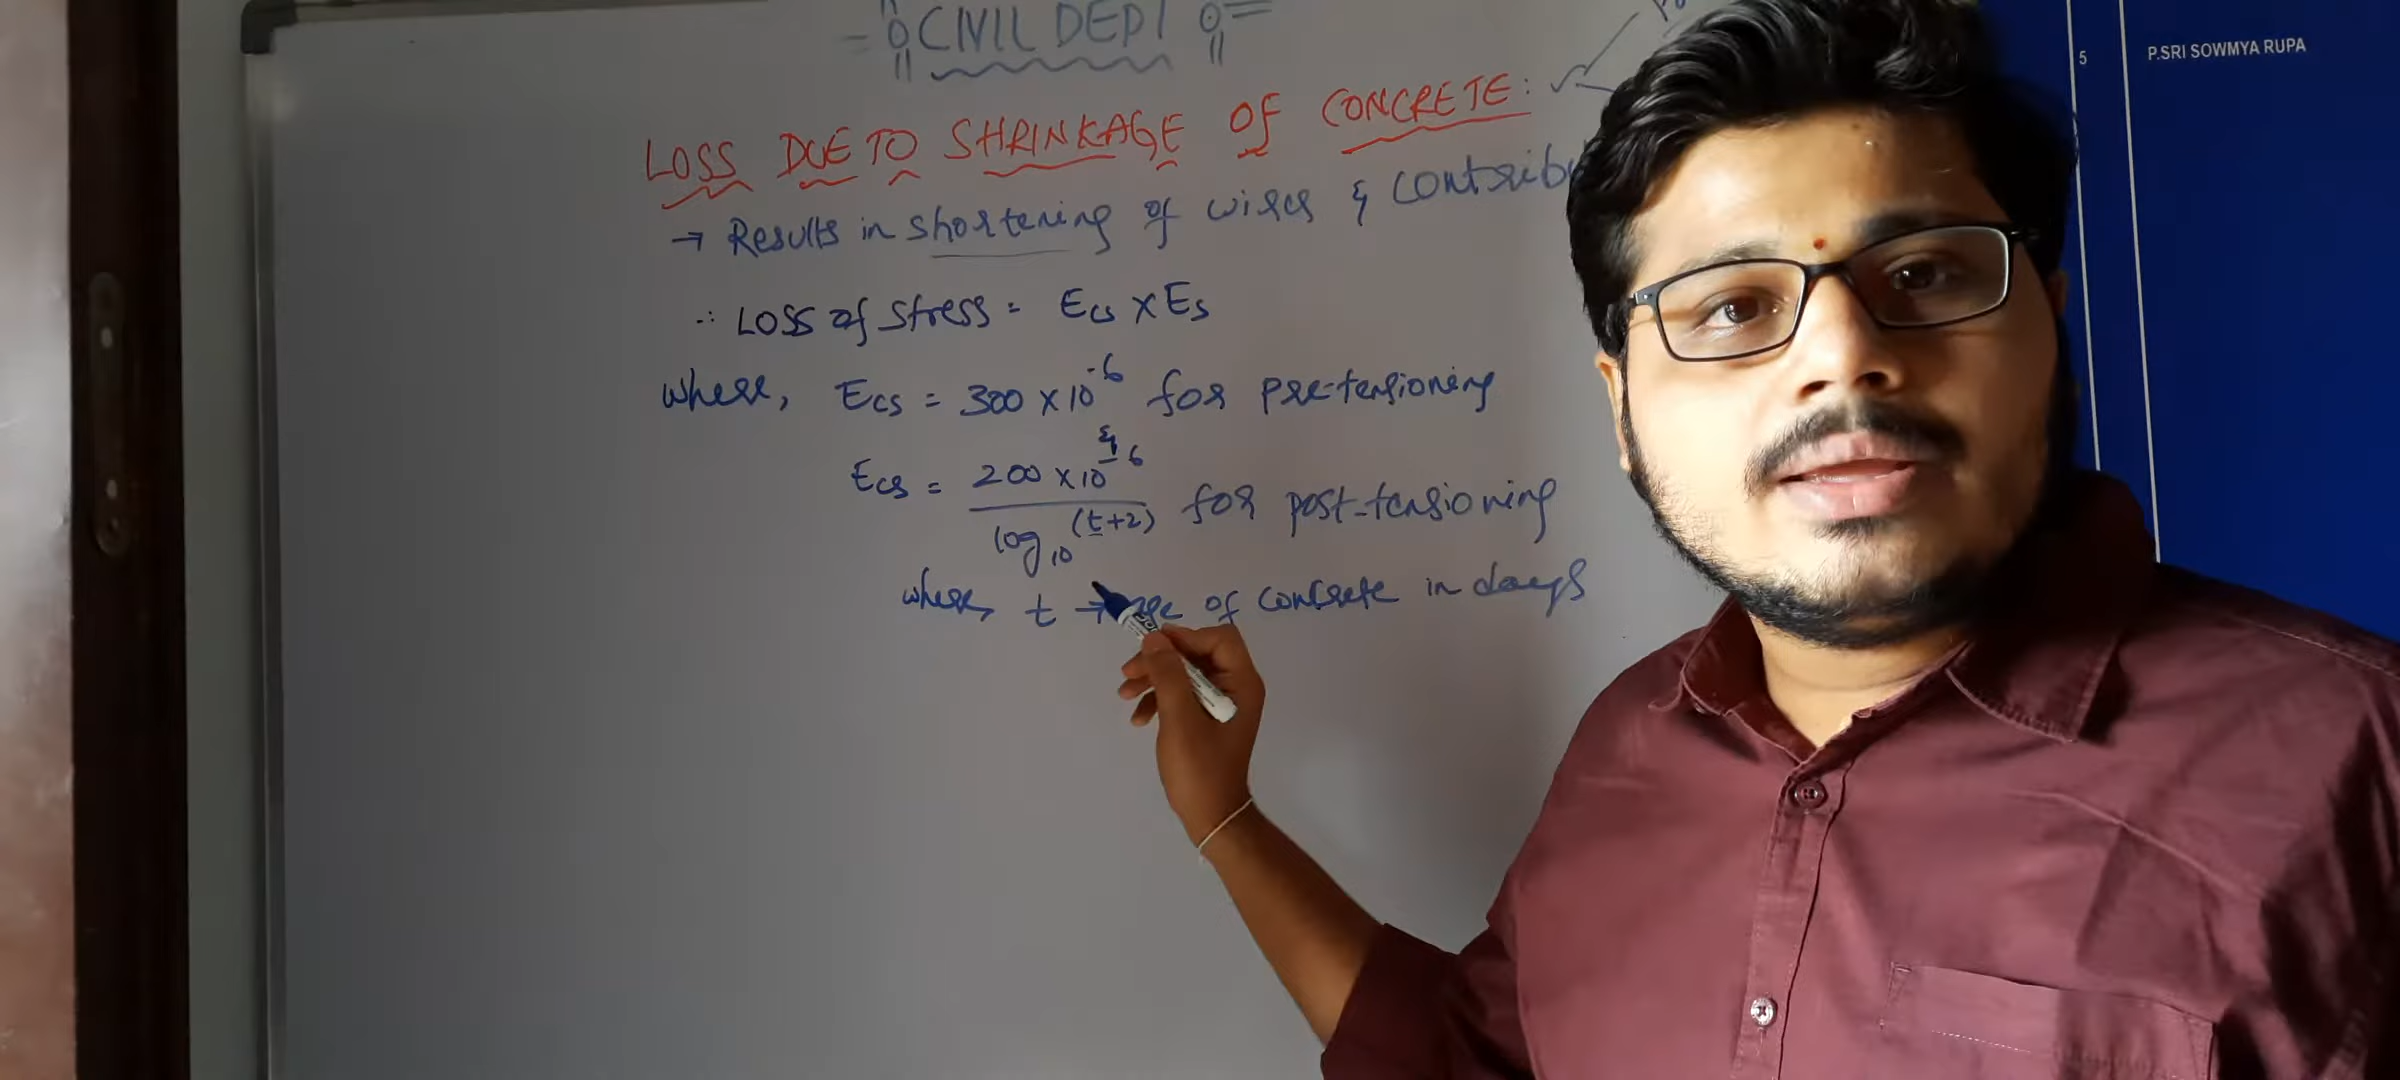 CIVIL DEPT
LOSS DUE TO SHRINKAGE OF CONCRETE:
→ Results in shortening of wires & contrib
∴ Loss of stress = Ecs × Es
where, Ecs = 300 × 10⁻⁶ for pre-tensioning
&
Ecs = 200 × 10⁻⁶ / log₁₀(t+2) for post-tensioning
where, t → age of concrete in days
5 P.SRI SOWMYA RUPA